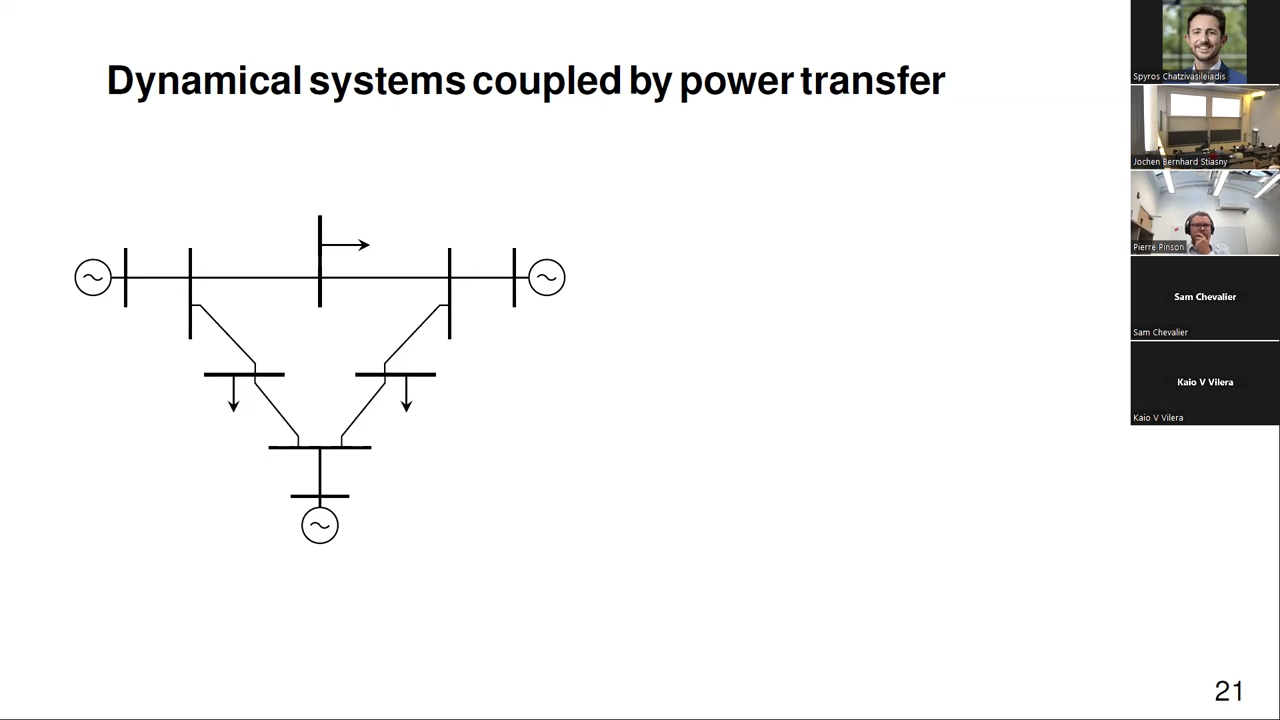 Dynamical systems coupled by power transfer
Spyros Chatzivasileiadis
Jochen Bernhard Stiasny
Pierre Pinson
Sam Chevalier
Sam Chevalier
Kaio V Vilera
Kaio V Vilera
21